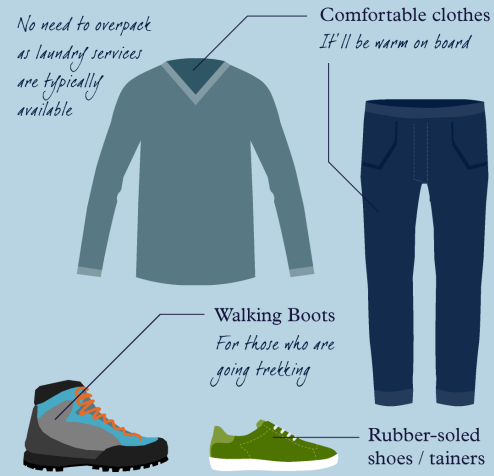 No need to overpack
as laundry services
are typically
available
Comfortable clothes
It'll be warm on board
Walking Boots
For those who are
going trekking
Rubber-soled
shoes / tainers